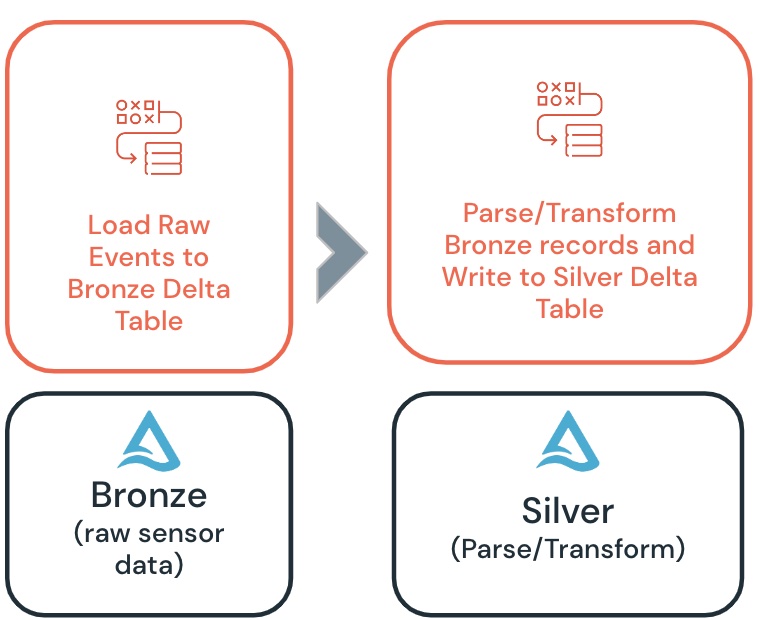 Load Raw
Events to
Bronze Delta
Table
Parse/Transform
Bronze records and
Write to Silver Delta
Table
Bronze
(raw sensor
data)
Silver
(Parse/Transform)